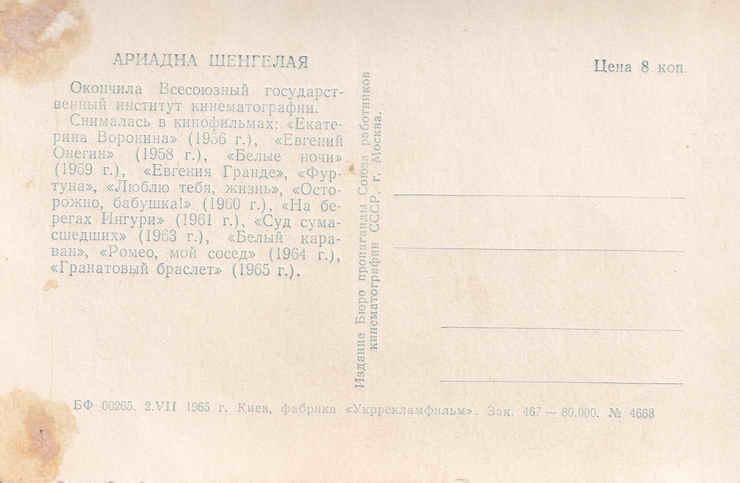 АРИАДНА ШЕНГЕЛАЯ
Окончила Всесоюзный государст-
венный институт кинематографии.
Снималась в кинофильмах: «Екате-
рина Воронина» (1956 г.), «Евгений
Онегин» (1958 г.), «Белые ночи»
(1959 г.), «Евгения Гранде», «Фур-
туна», «Люблю тебя, жизнь», «Осто-
рожно, бабушка!» (1960 г.), «На бе-
регах Ингури» (1961 г.), «Суд сума-
сшедших» (1963 г.), «Белый кара-
ван», «Ромео, мой сосед» (1964 г.),
«Гранатовый браслет» (1965 г.).
Издание Бюро пропаганды Союза работников
кинематографии СССР, г. Москва.
Цена 8 коп.
БФ 00265. 2.VII 1965 г. Киев, фабрика «Укррекламфильм». Зак. 467 — 80,000. № 4668